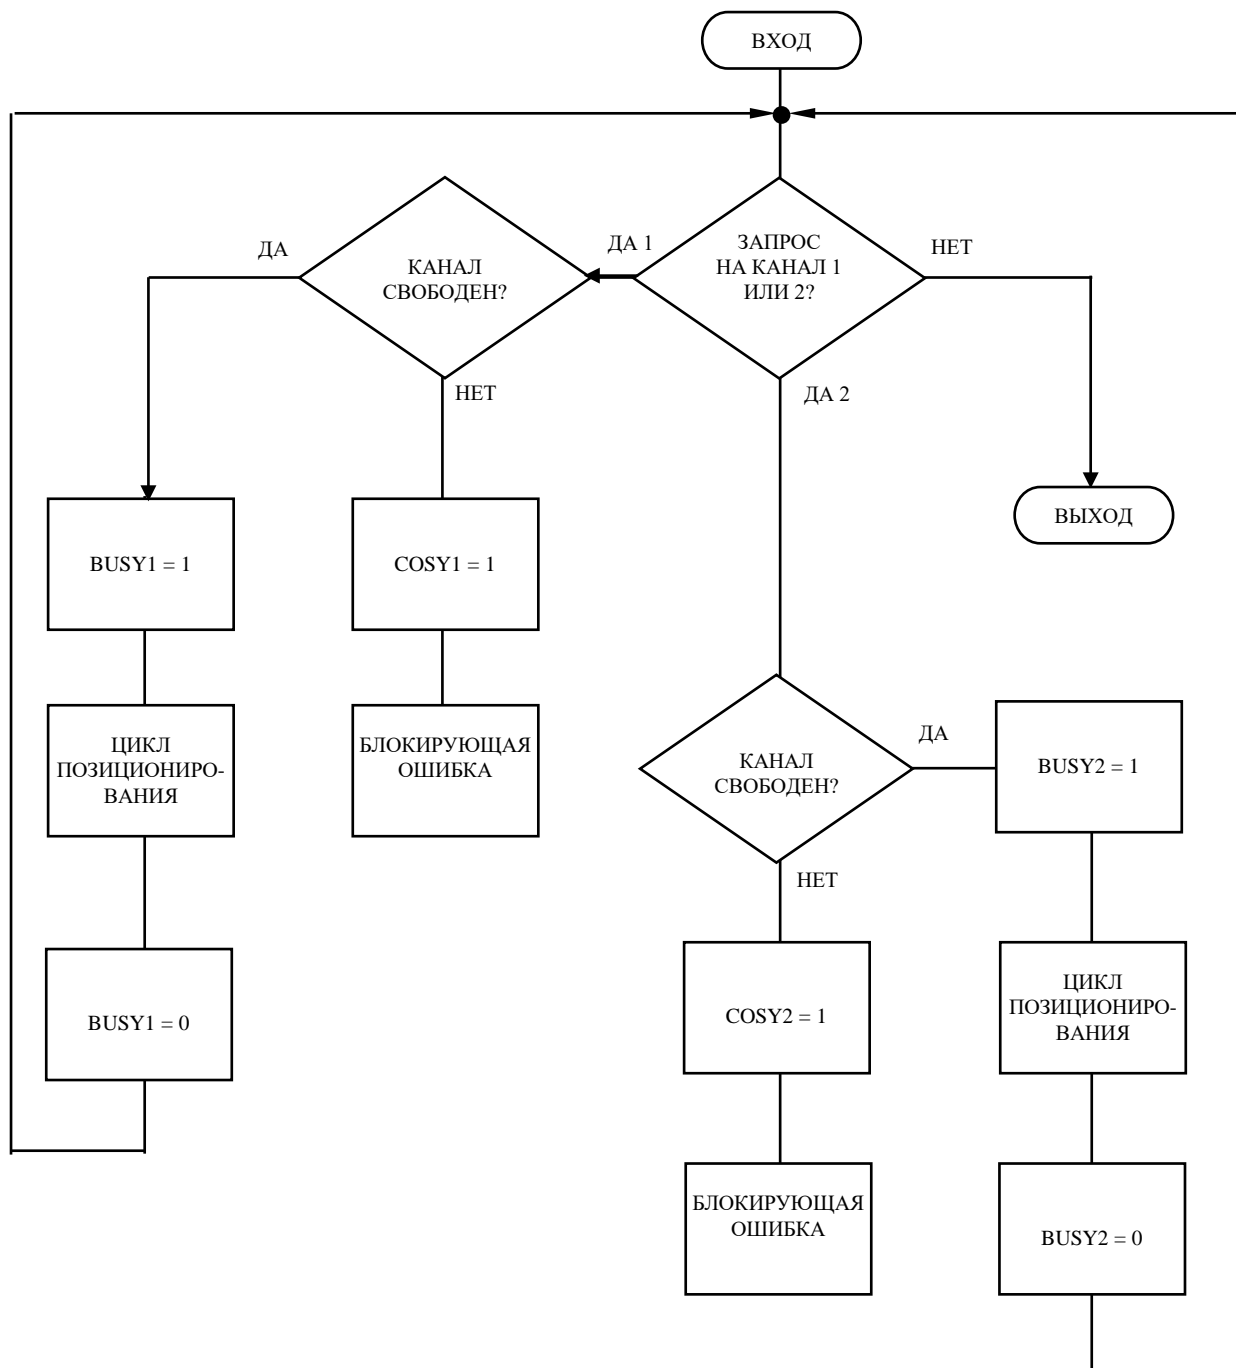 ВХОД
ДА
КАНАЛ
СВОБОДЕН?
ДА 1
ЗАПРОС
НА КАНАЛ 1
ИЛИ 2?
НЕТ
НЕТ
ДА 2
BUSY1 = 1
COSY1 = 1
ВЫХОД
ЦИКЛ
ПОЗИЦИОНИРО-
ВАНИЯ
БЛОКИРУЮЩАЯ
ОШИБКА
КАНАЛ
СВОБОДЕН?
ДА
BUSY2 = 1
НЕТ
BUSY1 = 0
COSY2 = 1
ЦИКЛ
ПОЗИЦИОНИРО-
ВАНИЯ
БЛОКИРУЮЩАЯ
ОШИБКА
BUSY2 = 0